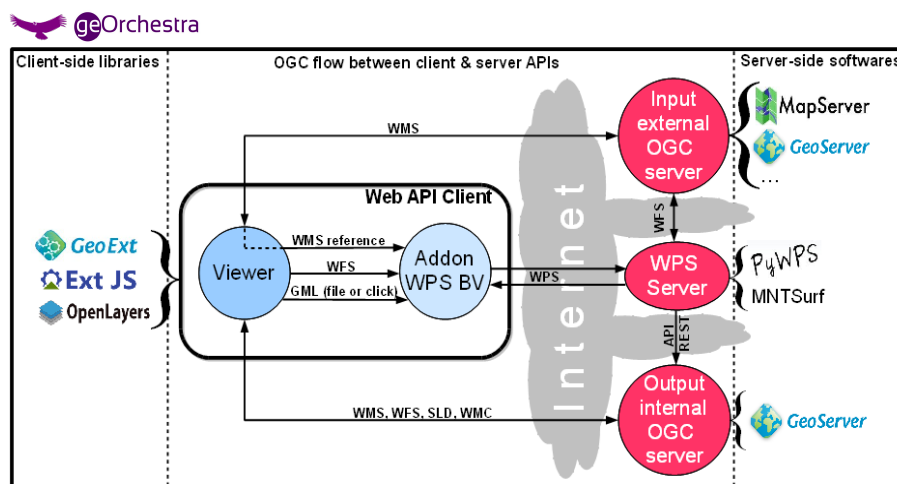 geOrchestra
Client-side libraries
OGC flow between client & server APIs
Server-side softwares
Input
external
OGC
server
MapServer
GeoServer
...
WMS
Internet
Web API Client
WFS
GeoExt
Ext JS
OpenLayers
Viewer
WMS reference
WFS
GML (file or click)
Addon
WPS BV
WPS
WPS
Server
PyWPS
MNTSurf
API
REST
WMS, WFS, SLD, WMC
Output
internal
OGC
server
GeoServer